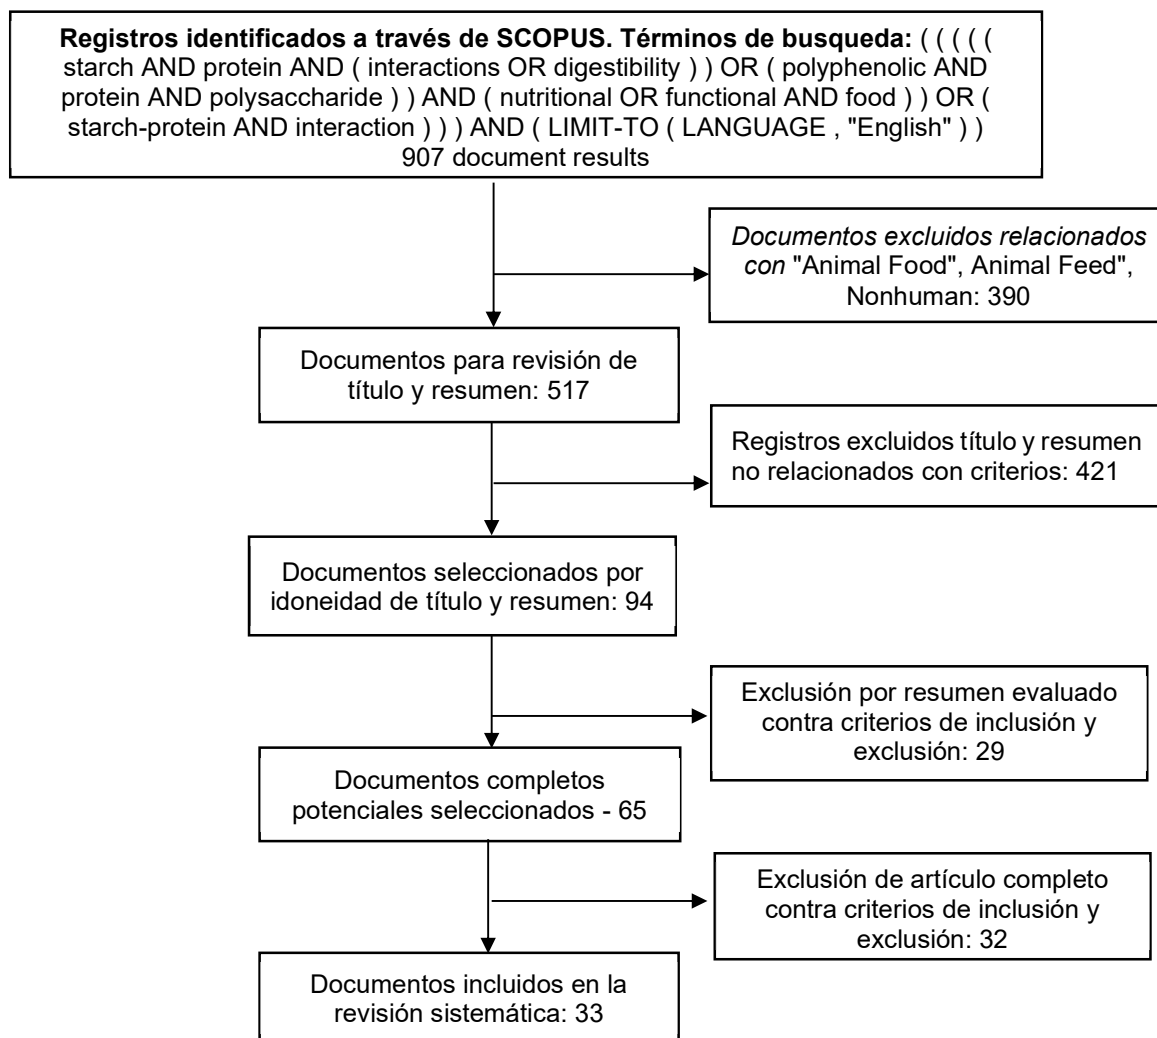 Registros identificados a través de SCOPUS. Términos de busqueda: ( ( ( ( (
starch AND protein AND ( interactions OR digestibility ) ) OR ( polyphenolic AND
protein AND polysaccharide ) ) AND ( nutritional OR functional AND food ) ) OR (
starch-protein AND interaction ) ) ) AND ( LIMIT-TO ( LANGUAGE , "English" ) )
907 document results
Documentos excluidos relacionados
con "Animal Food", Animal Feed",
Nonhuman: 390
Documentos para revisión de
título y resumen: 517
Registros excluidos título y resumen
no relacionados con criterios: 421
Documentos seleccionados por
idoneidad de título y resumen: 94
Exclusión por resumen evaluado
contra criterios de inclusión y
exclusión: 29
Documentos completos
potenciales seleccionados - 65
Exclusión de artículo completo
contra criterios de inclusión y
exclusión: 32
Documentos incluidos en la
revisión sistemática: 33